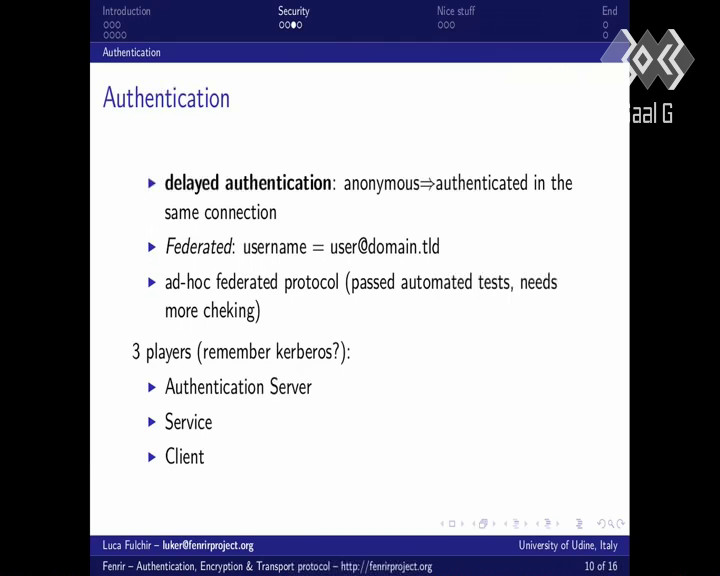 Introduction Security Nice stuff End
Authentication
Authentication
delayed authentication: anonymous⇒authenticated in the
same connection
Federated: username = user@domain.tld
ad-hoc federated protocol (passed automated tests, needs
more cheking)
3 players (remember kerberos?):
Authentication Server
Service
Client
Luca Fulchir – luker@fenrirproject.org University of Udine, Italy
Fenrir – Authentication, Encryption & Transport protocol – http://fenrirproject.org 10 of 16
aal G